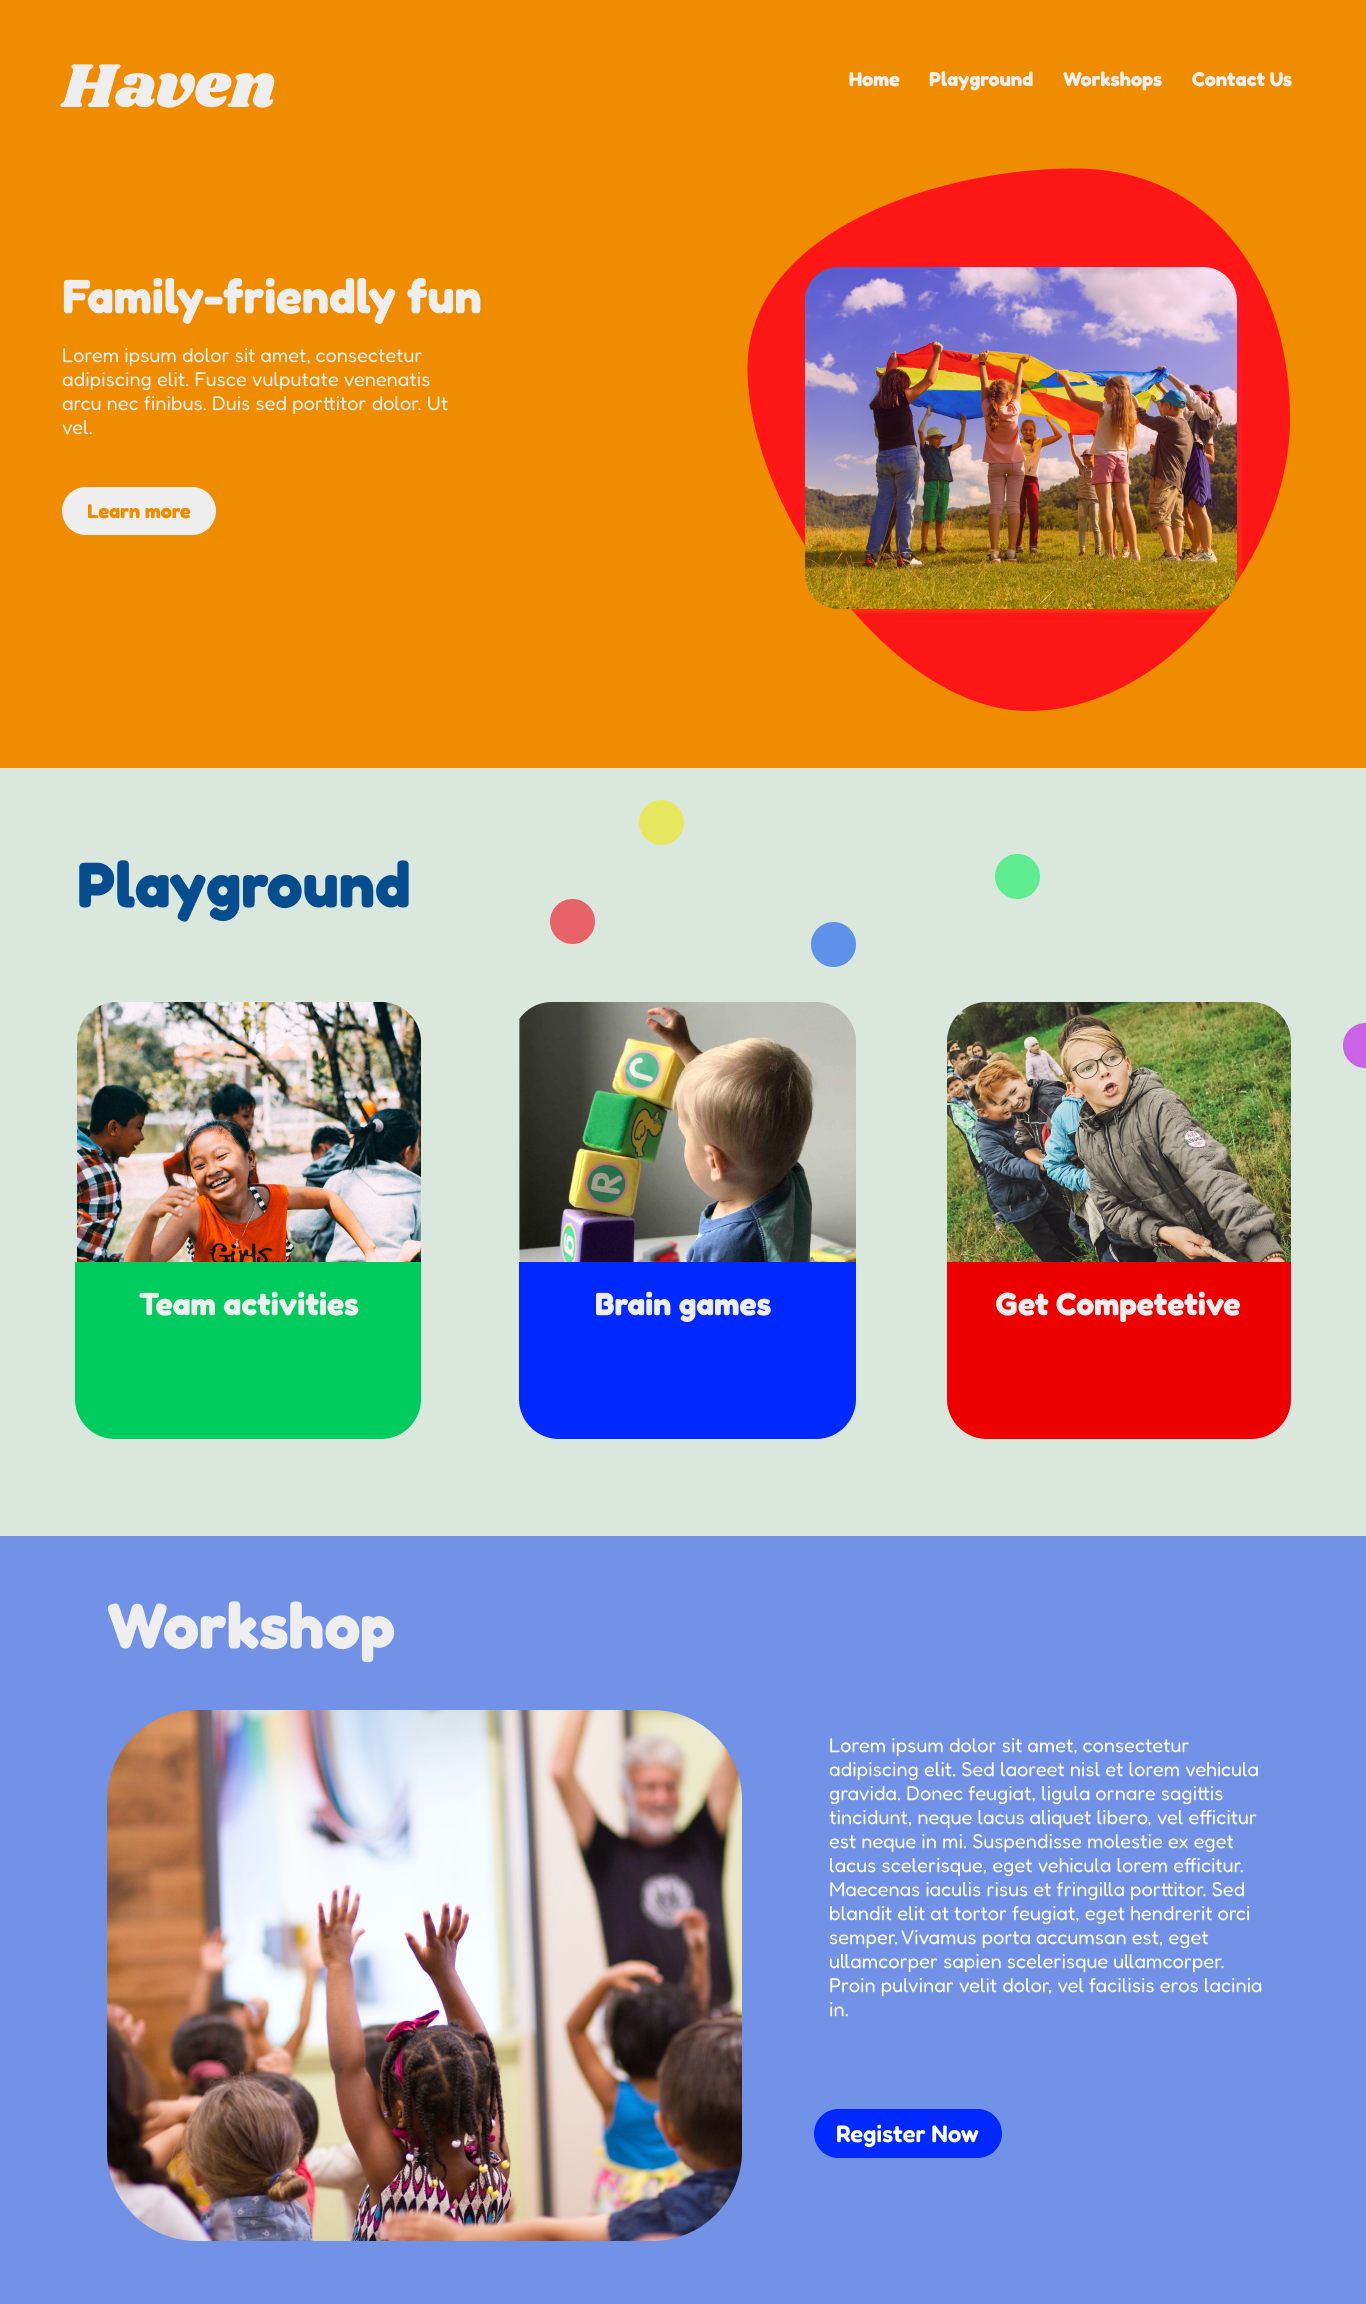 Haven
Home Playground Workshops Contact Us
Family-friendly fun
Lorem ipsum dolor sit amet, consectetur
adipiscing elit. Fusce vulputate venenatis
arcu nec finibus. Duis sed porttitor dolor. Ut
vel.
Learn more
Playground
Girls
R
Team activities
Brain games
Get Competetive
Workshop
Lorem ipsum dolor sit amet, consectetur
adipiscing elit. Sed laoreet nisl et lorem vehicula
gravida. Donec feugiat, ligula ornare sagittis
tincidunt, neque lacus aliquet libero, vel efficitur
est neque in mi. Suspendisse molestie ex eget
lacus scelerisque, eget vehicula lorem efficitur.
Maecenas iaculis risus et fringilla porttitor. Sed
blandit elit at tortor feugiat, eget hendrerit orci
semper. Vivamus porta accumsan est, eget
ullamcorper sapien scelerisque ullamcorper.
Proin pulvinar velit dolor, vel facilisis eros lacinia
in.
Register Now